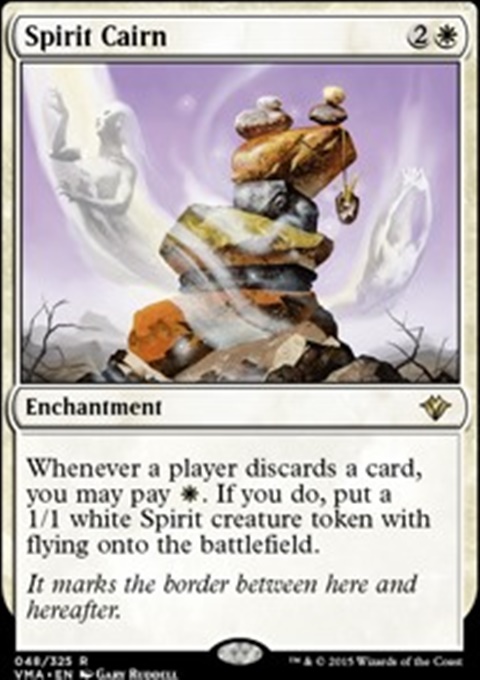 Spirit Cairn 2
Enchantment
Whenever a player discards a card,
you may pay . If you do, put a
1/1 white Spirit creature token with
flying onto the battlefield.
It marks the border between here and
hereafter.
048/325 R
VMA • EN Gary Ruddell
™ & © 2015 Wizards of the Coast